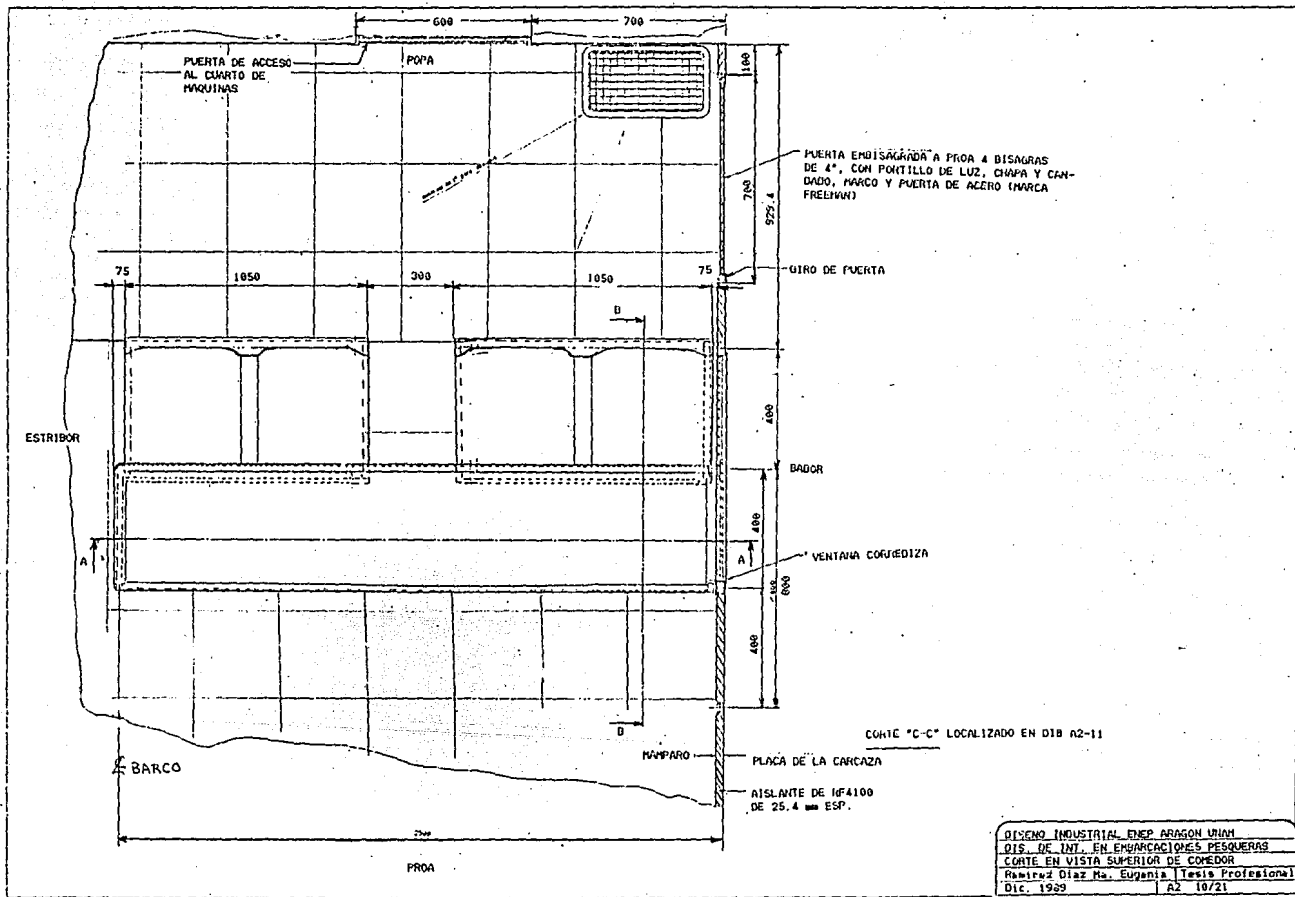 600
700
PUERTA DE ACCESO
AL CUARTO DE
MAQUINAS
POPA
100
700
929.4
PUERTA EMBISAGRADA A PROA 4 BISAGRAS
DE 4", CON PORTILLO DE LUZ, CHAPA Y CAN-
DADO, MARCO Y PUERTA DE ACERO (MARCA
FREEMAN)
GIRO DE PUERTA
75
1050
300
1050
75
B
400
ESTRIBOR
BADOR
400
A
A
VENTANA CORREDIZA
800
400
B
CORTE "C-C" LOCALIZADO EN DIB A2-11
MAMPARO
PLACA DE LA CARCAZA
BARCO
AISLANTE DE
DE 25.4 mm ESP.
PROA
DISENO INDUSTRIAL ENEP ARAGON UNAM
DIS. DE INT. EN EMBARCACIONES PESQUERAS
CORTE EN VISTA SUPERIOR DE COMEDOR
Ramirez Diaz Ma. Eugenia
Tesis Profesional
Dic. 1989
A2 10/21